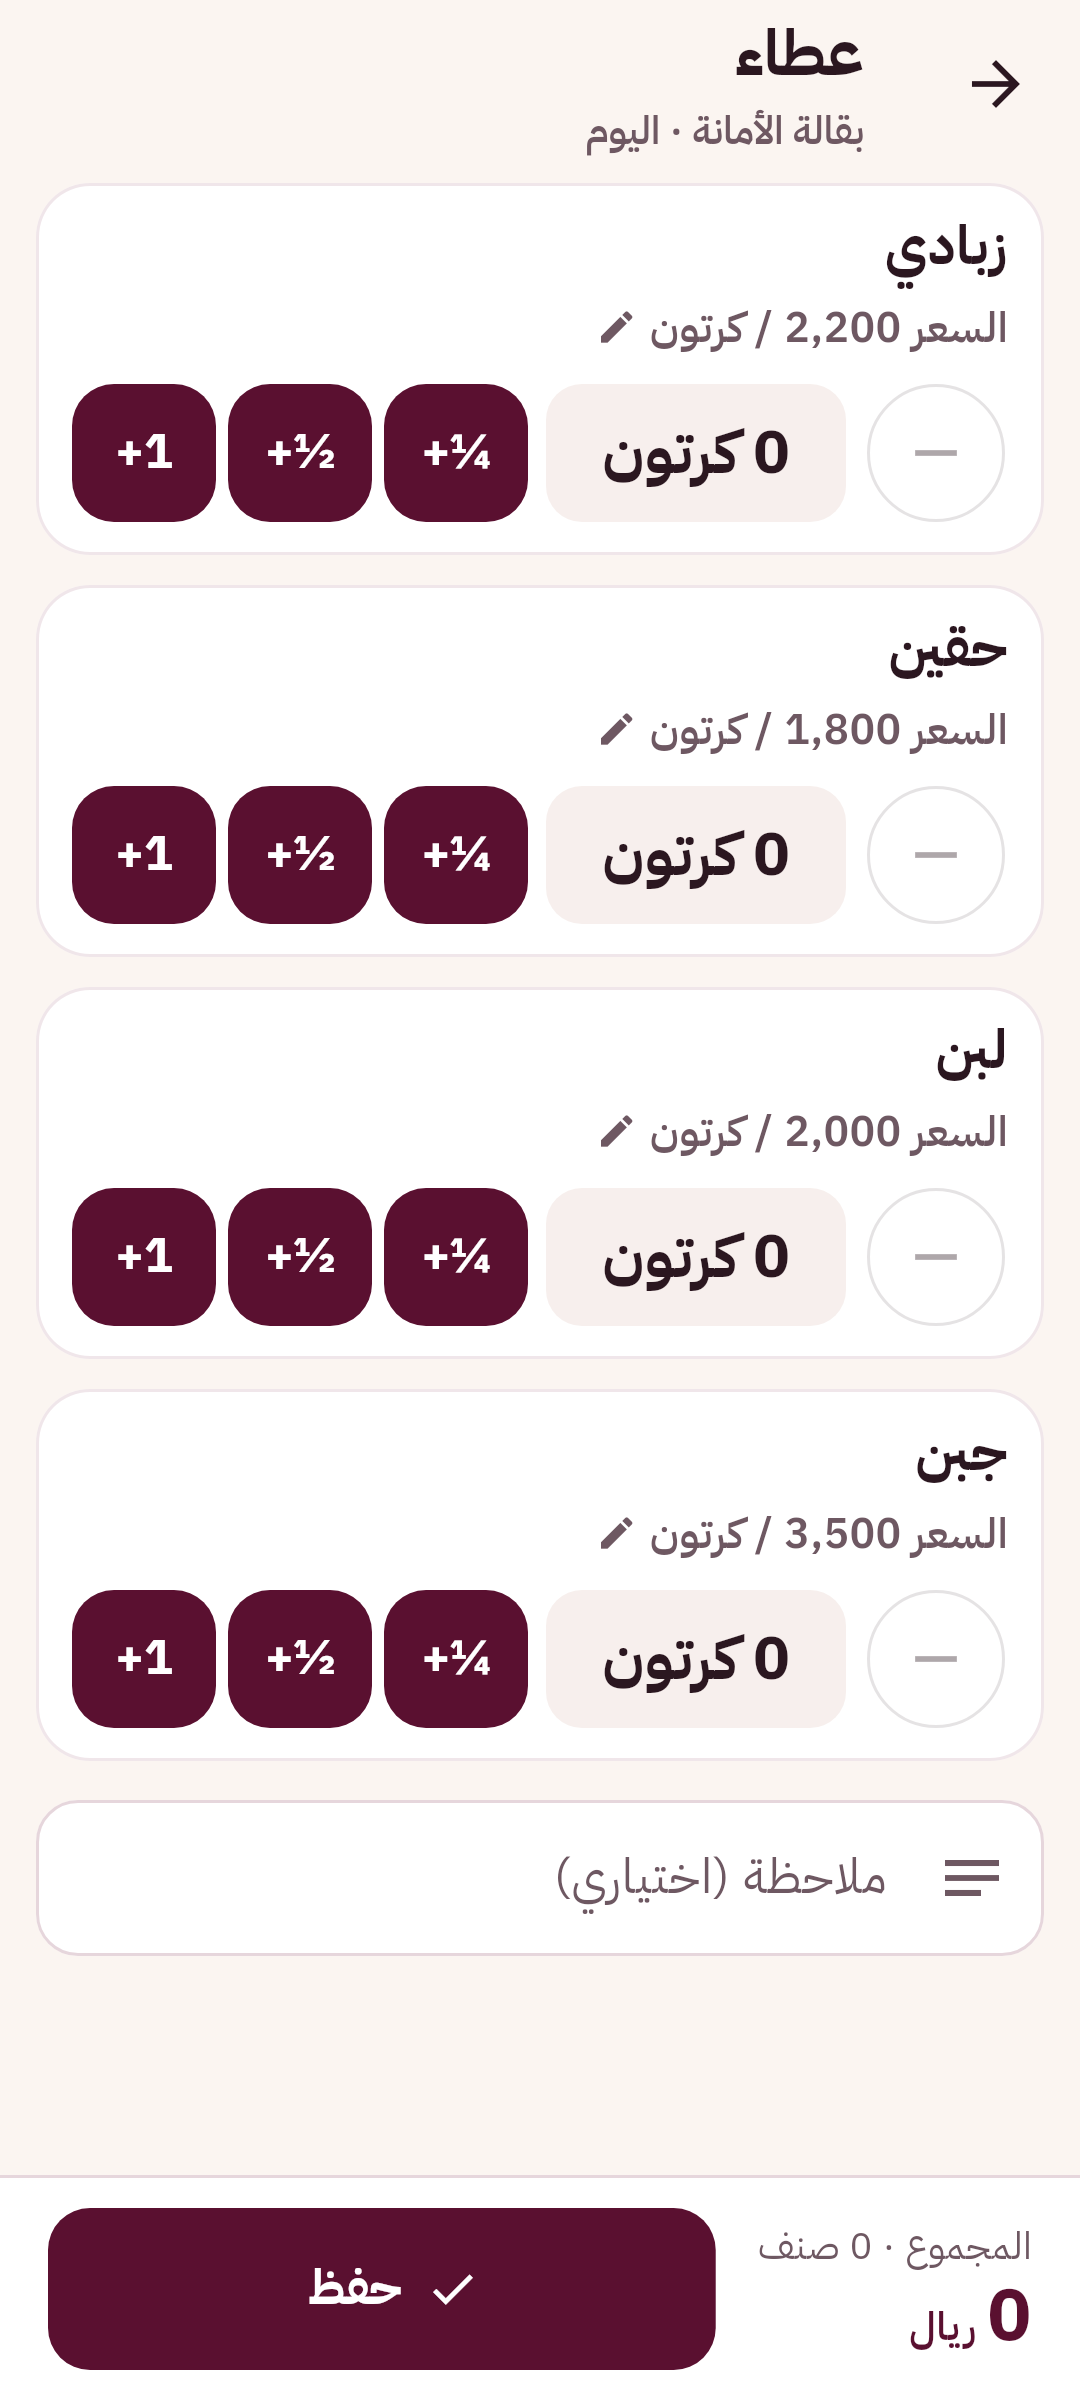 عطاء
بقالة الأمانة · اليوم
زبادي
السعر 2,200 / كرتون
0 كرتون
+¼
+½
+1
حقين
السعر 1,800 / كرتون
0 كرتون
+¼
+½
+1
لبن
السعر 2,000 / كرتون
0 كرتون
+¼
+½
+1
جبن
السعر 3,500 / كرتون
0 كرتون
+¼
+½
+1
ملاحظة (اختياري)
المجموع · 0 صنف
0 ريال
حفظ